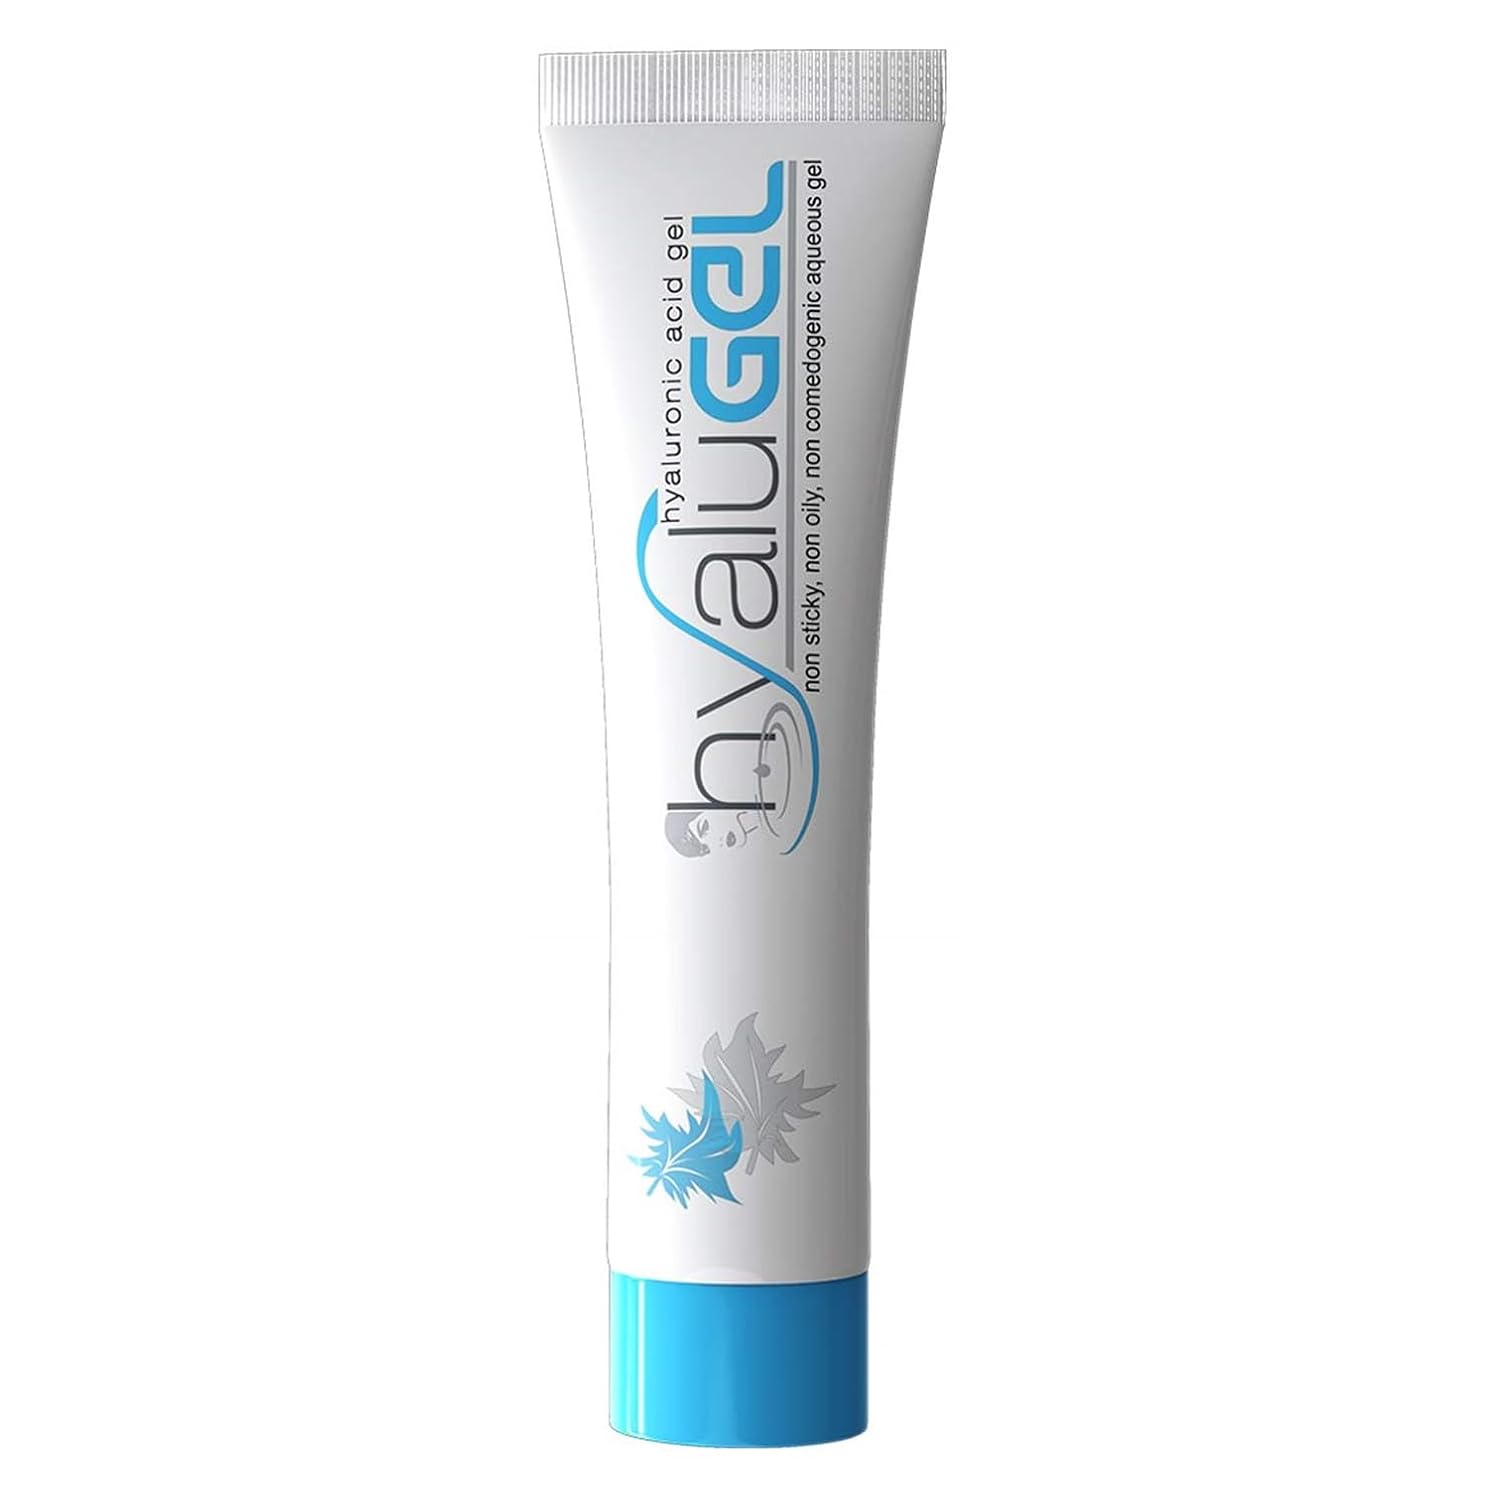 hyaluronic acid gel
hyaluGEL
non sticky, non oily, non comedogenic aqueous gel